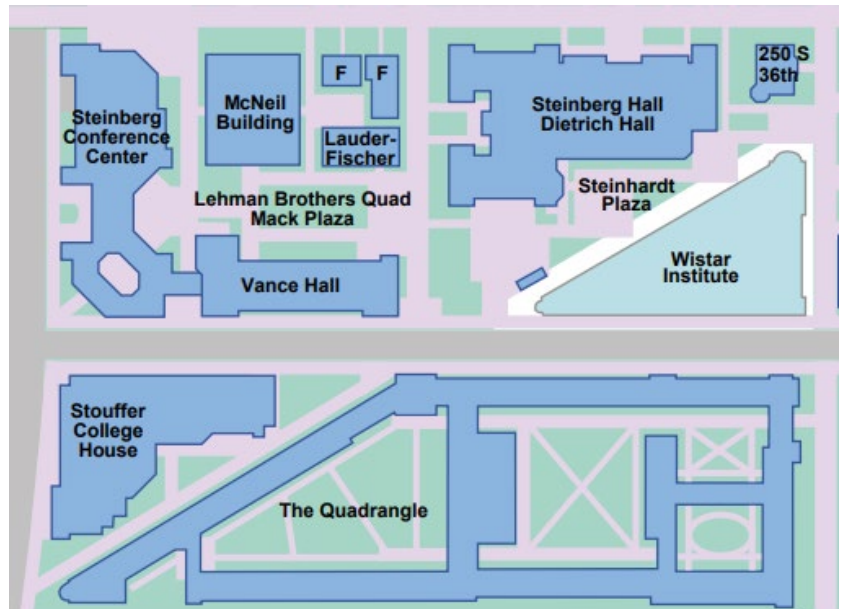 250 S
36th
F
F
Steinberg
Conference
Center
McNeil
Building
Steinberg Hall
Dietrich Hall
Lauder-
Fischer
Lehman Brothers Quad
Mack Plaza
Steinhardt
Plaza
Wistar
Institute
Vance Hall
Stouffer
College
House
The Quadrangle